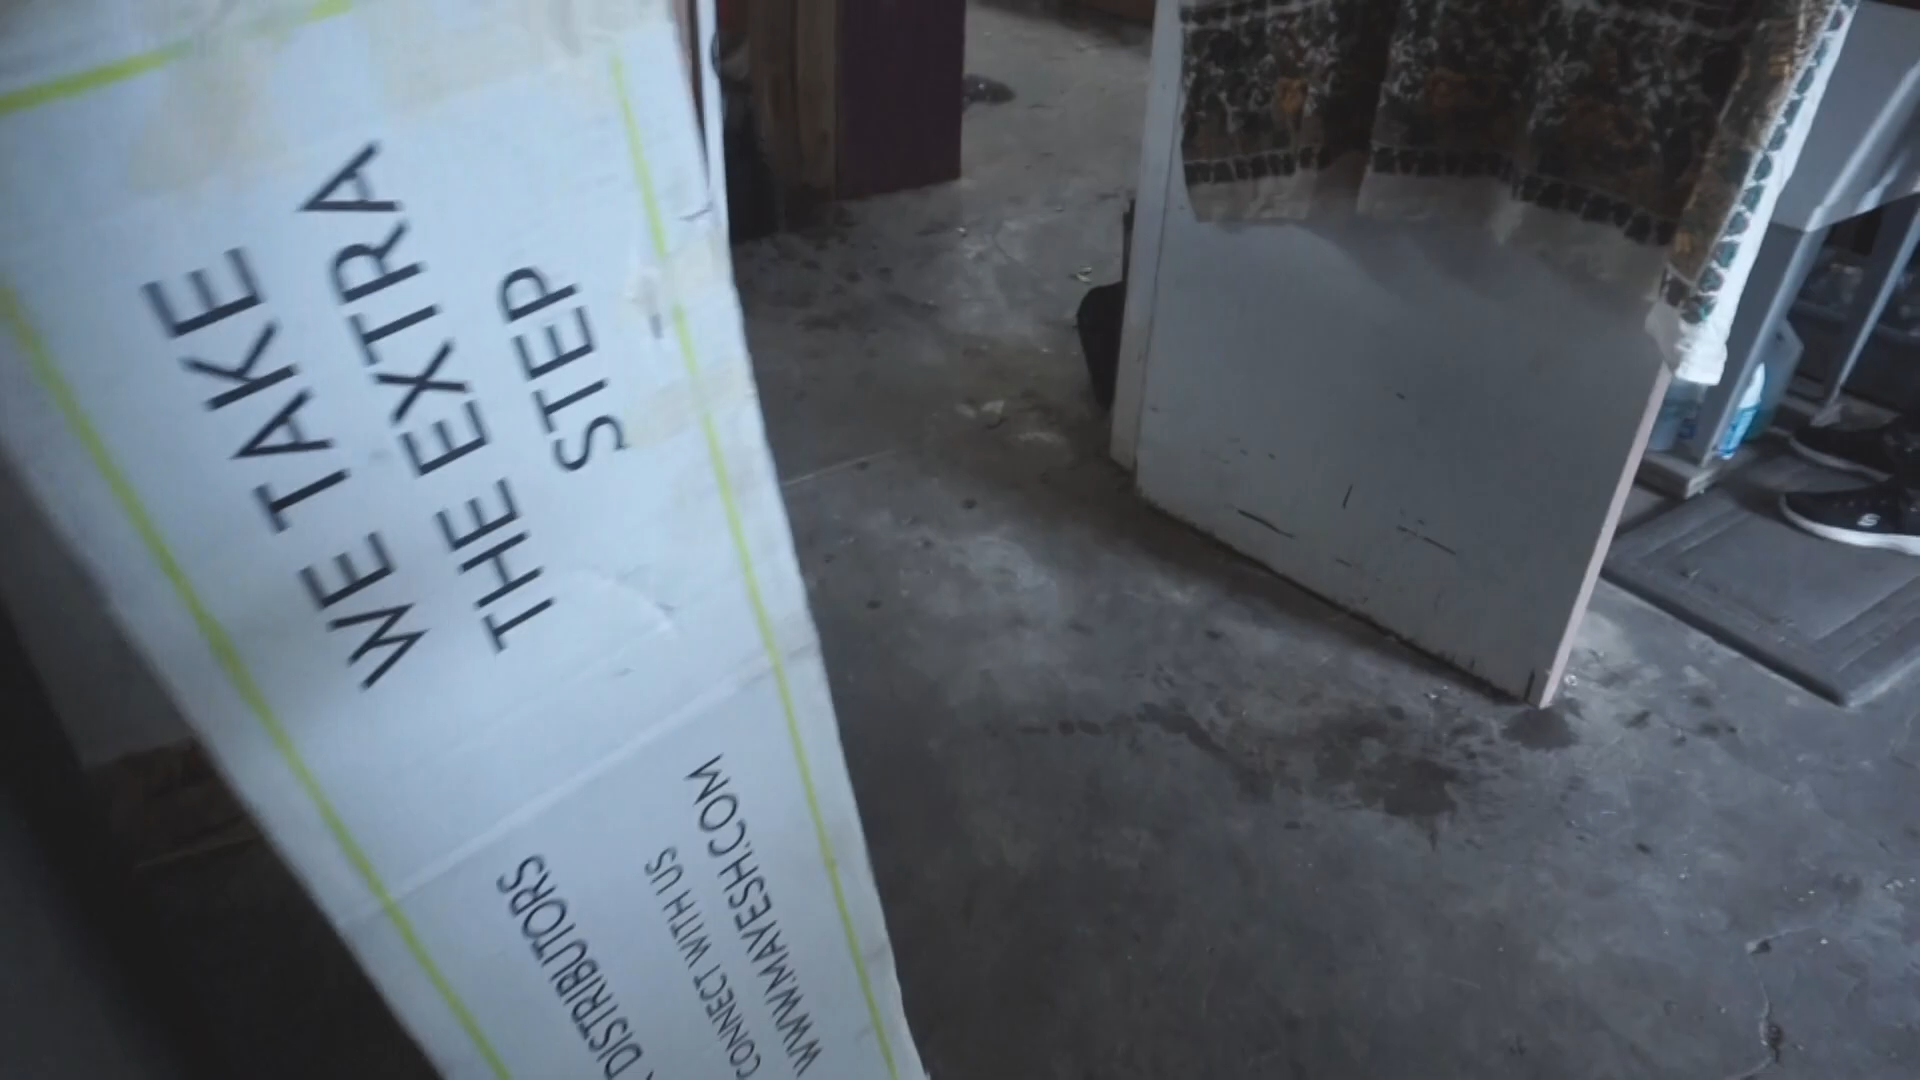 WE TAKE
THE EXTRA
STEP
DISTRIBUTORS
CONNECT WITH US
WWW.MAYESH.COM